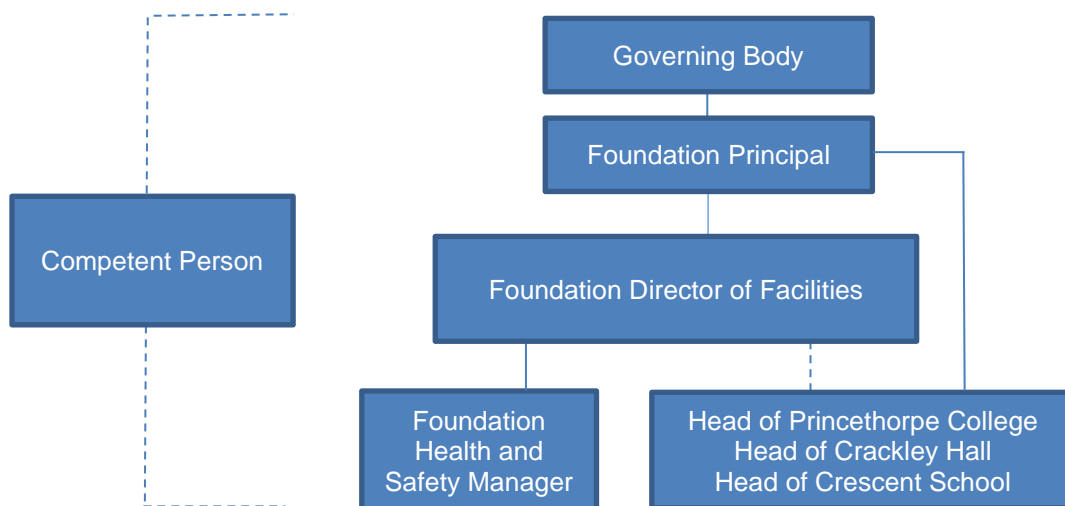 Governing Body
Foundation Principal
Competent Person
Foundation Director of Facilities
Foundation
Health and
Safety Manager
Head of Princethorpe College
Head of Crackley Hall
Head of Crescent School